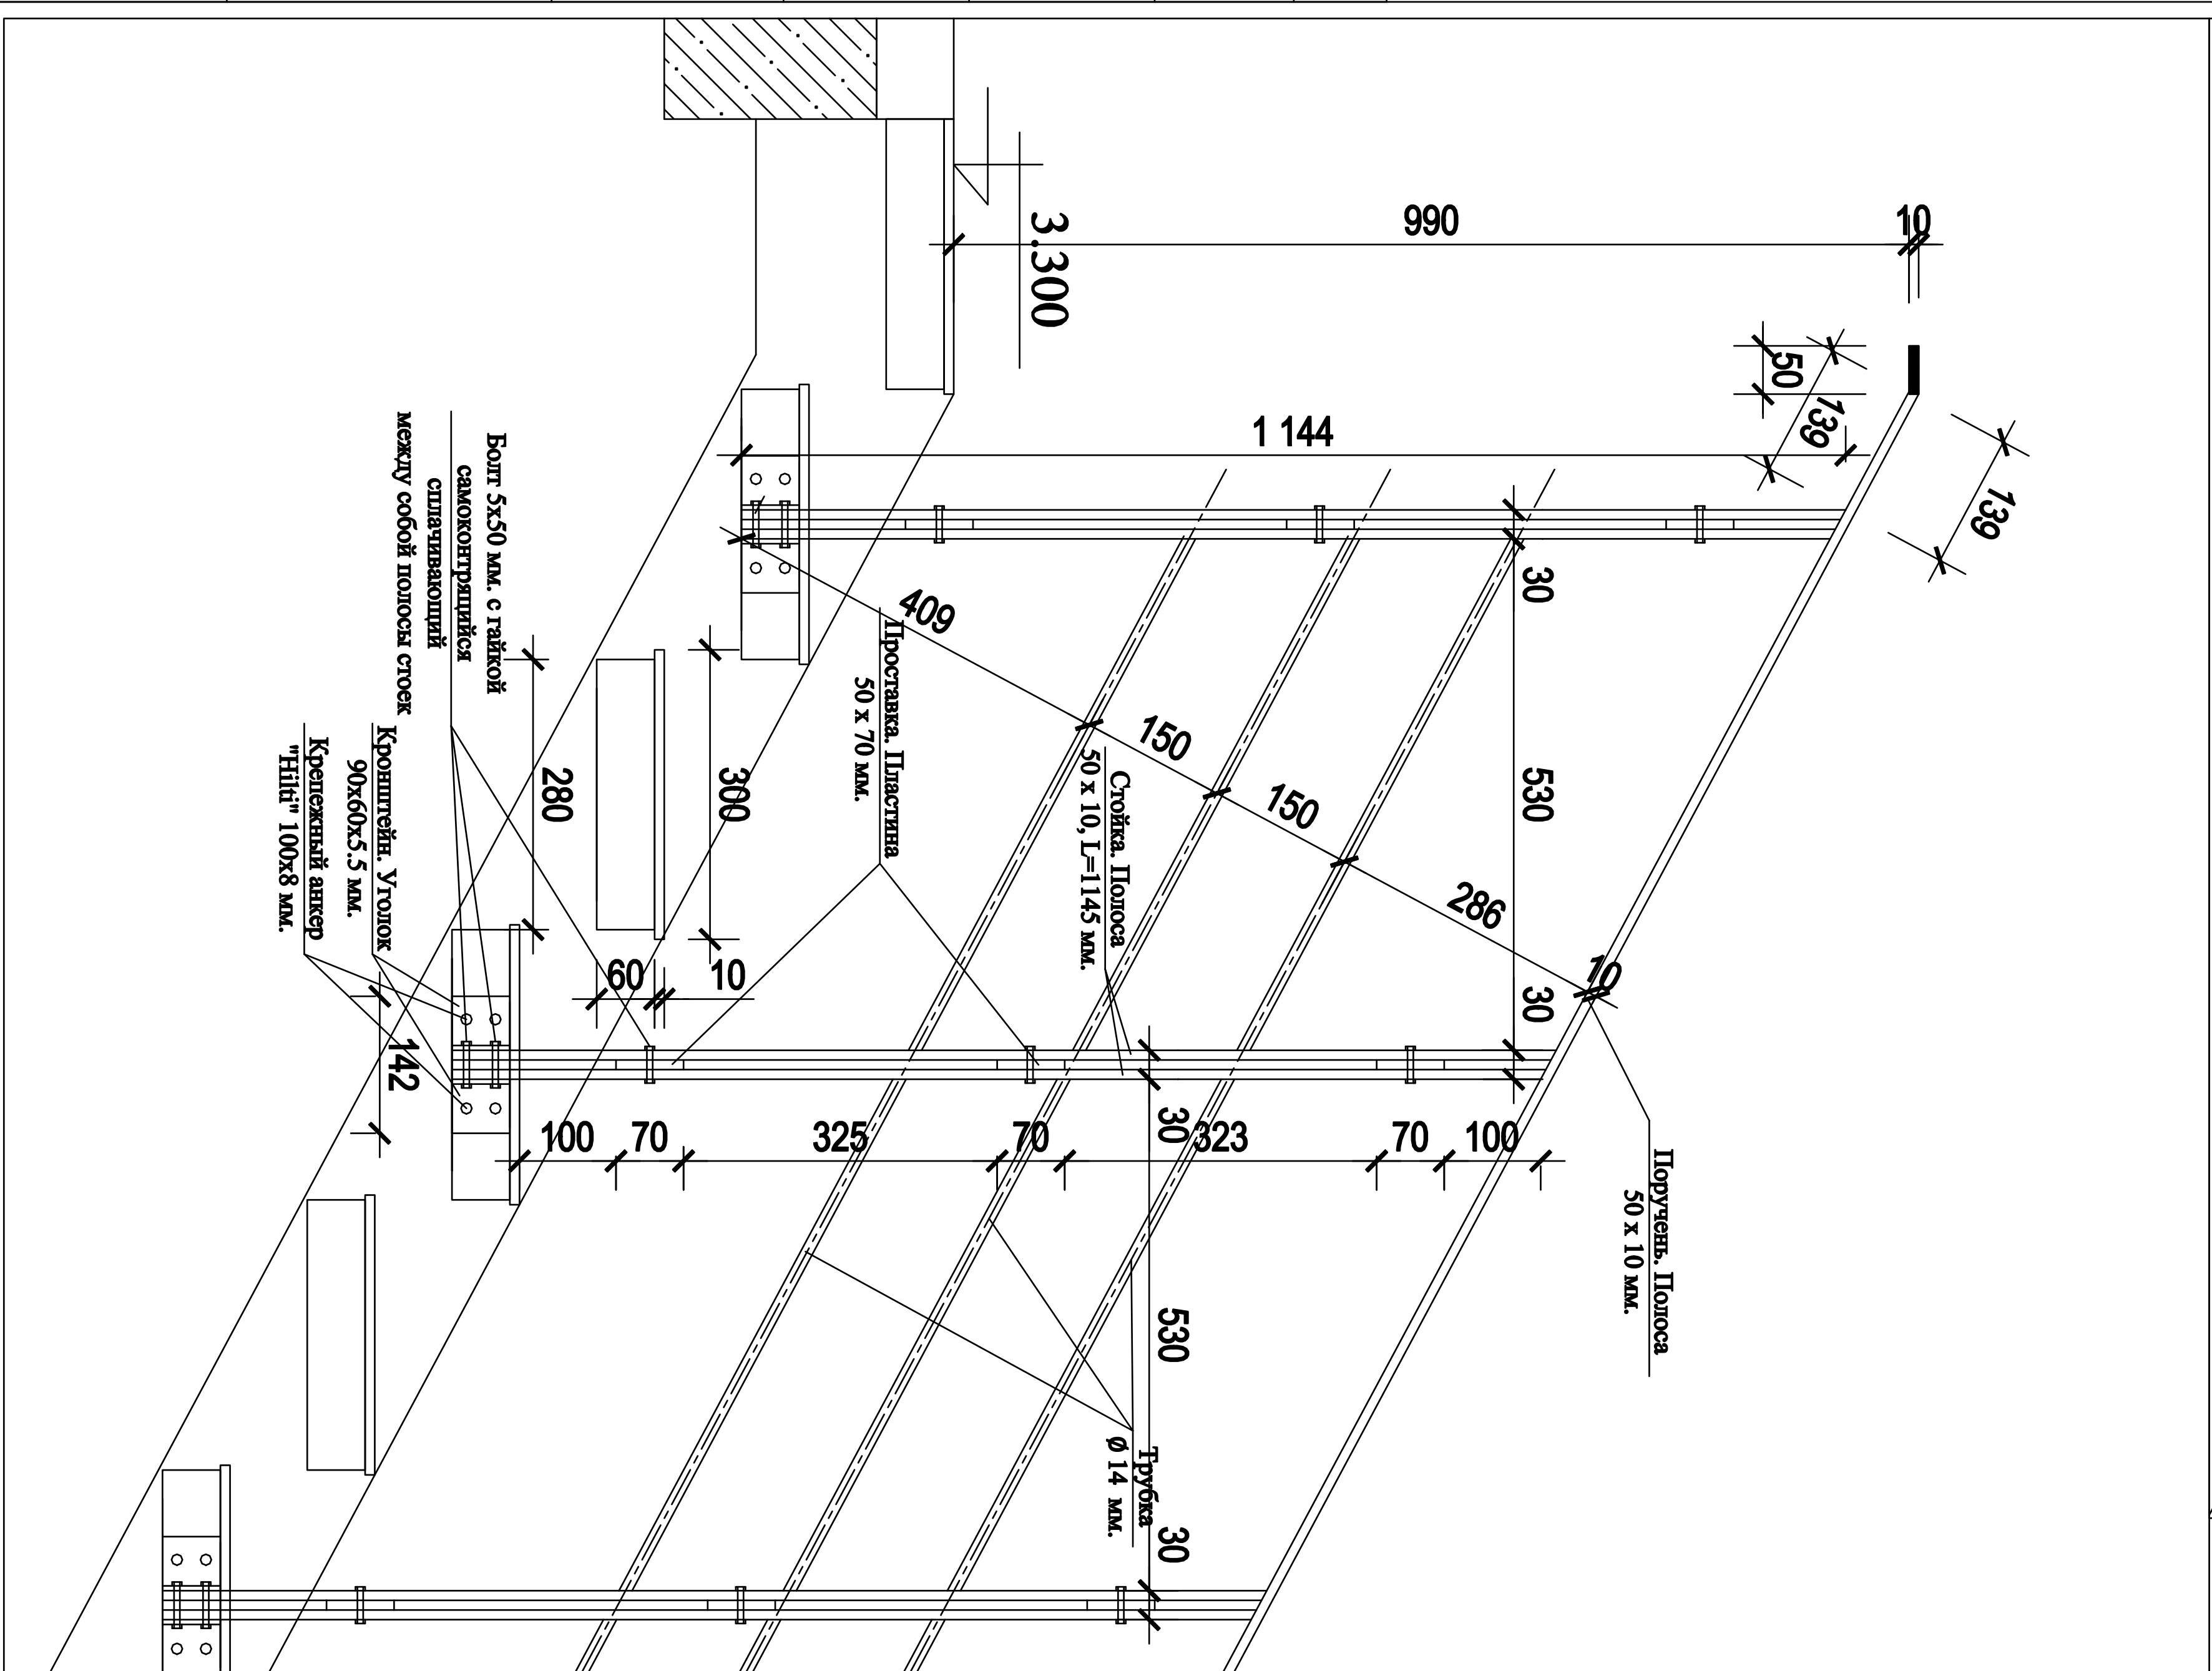 3.300
990
10
50
139
139
1 144
30
530
30
409
150
150
286
10
Болт 5х50 мм. с гайкой
самоконтрящийся
сплачивающий
между собой полосы стоек
Проставка. Пластина
50 х 70 мм.
Стойка. Полоса
50 х 10, L=1145 мм.
Кронштейн. Уголок
90х60х5.5 мм.
Крепежный анкер
"Hilti" 100х8 мм.
280
300
60
10
142
100
70
325
70
323
70
100
30
530
30
Поручень. Полоса
50 х 10 мм.
Трубка
Ø 14 мм.